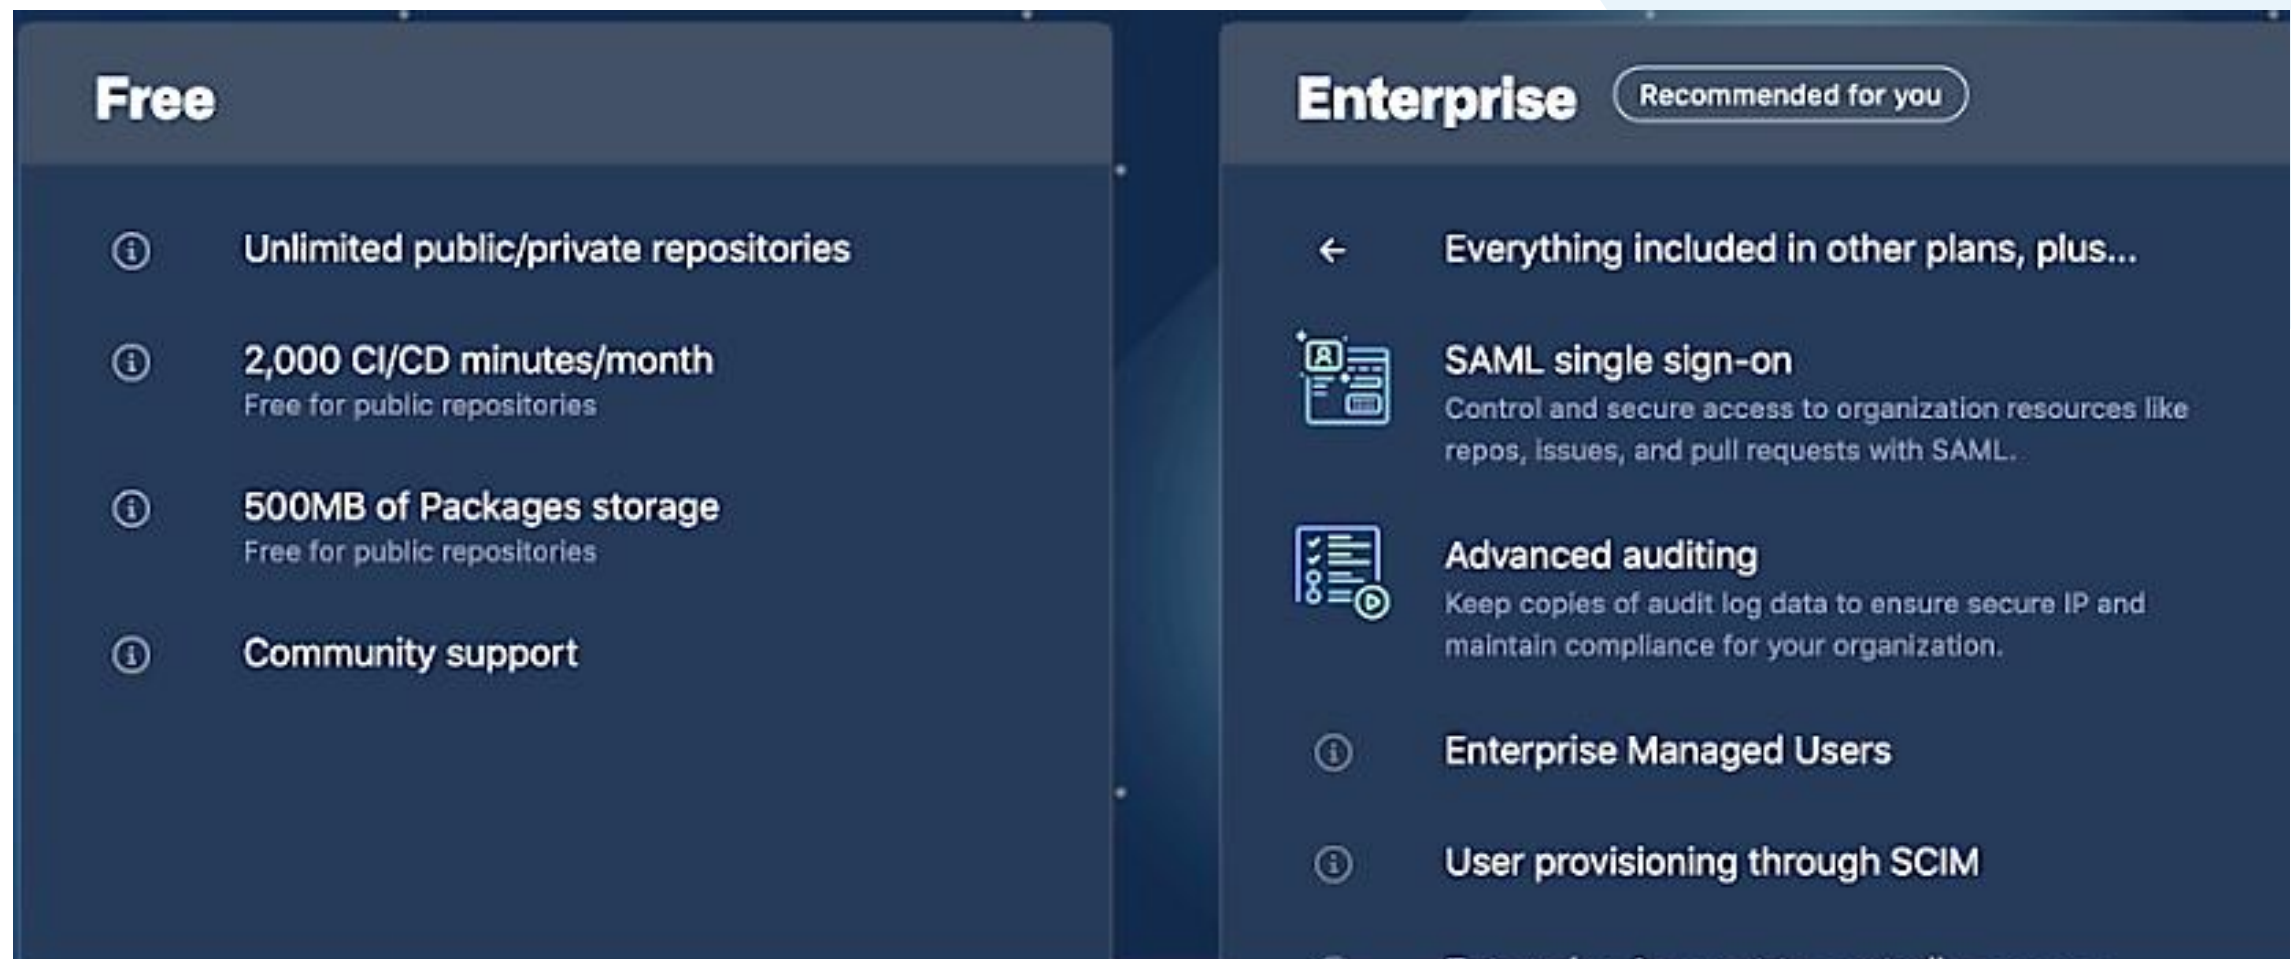 Free
Unlimited public/private repositories
2,000 CI/CD minutes/month
Free for public repositories
500MB of Packages storage
Free for public repositories
Community support
Enterprise
Recommended for you
Everything included in other plans, plus...
SAML single sign-on
Control and secure access to organization resources like
repos, issues, and pull requests with SAML.
Advanced auditing
Keep copies of audit log data to ensure secure IP and
maintain compliance for your organization.
Enterprise Managed Users
User provisioning through SCIM